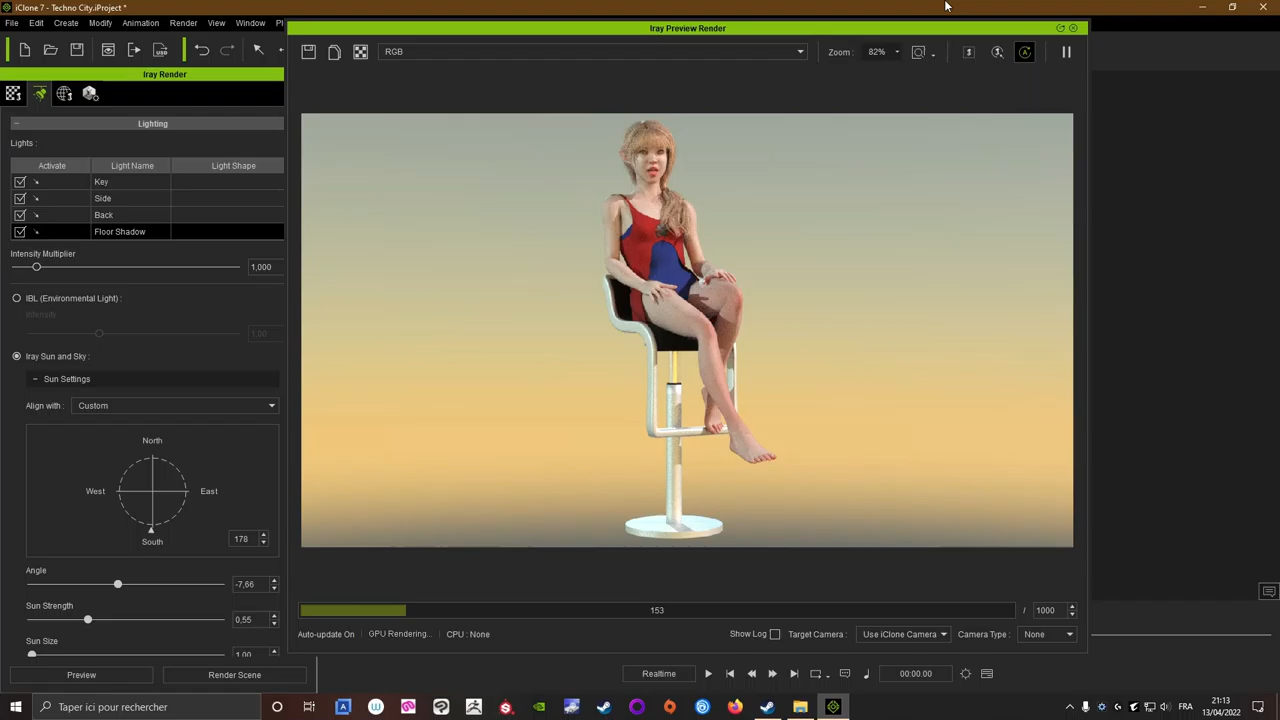 iClone 7 - Techno City.iProject *
File Edit Create Modify Animation Render View Window
Iray Preview Render
RGB
Zoom : 82%
Iray Render
Lighting
Lights :
Activate Light Name Light Shape
Key
Side
Back
Floor Shadow
Intensity Multiplier
1,000
IBL (Environmental Light) :
Intensity
1,00
Iray Sun and Sky :
Sun Settings
Align with : Custom
North
West East
South
178
Angle
-7,66
Sun Strength
0,55
Sun Size
1,00
Preview Render Scene
153 / 1000
Auto-update On GPU Rendering... CPU : None
Show Log Target Camera : Use iClone Camera Camera Type : None
Realtime
00:00.00
Taper ici pour rechercher
FRA
21:13
13/04/2022